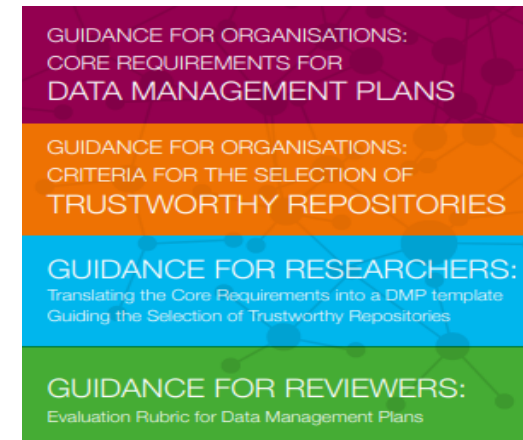 GUIDANCE FOR ORGANISATIONS:
CORE REQUIREMENTS FOR
DATA MANAGEMENT PLANS
GUIDANCE FOR ORGANISATIONS:
CRITERIA FOR THE SELECTION OF
TRUSTWORTHY REPOSITORIES
GUIDANCE FOR RESEARCHERS:
Translating the Core Requirements into a DMP template
Guiding the Selection of Trustworthy Repositories
GUIDANCE FOR REVIEWERS:
Evaluation Rubric for Data Management Plans